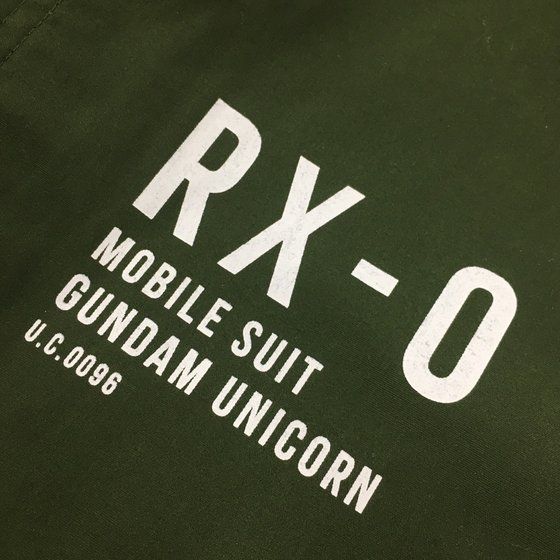 RX-0
MOBILE SUIT
GUNDAM UNICORN
U.C.0096